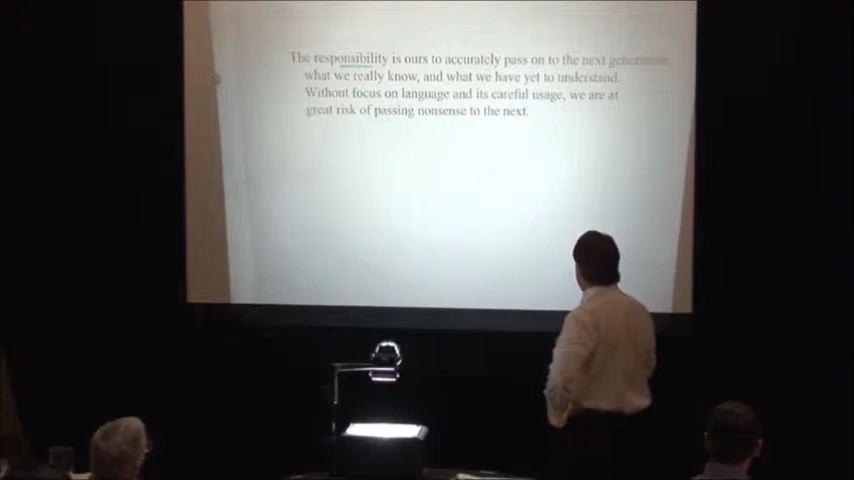 The responsibility is ours to accurately pass on to the next generation
what we really know, and what we have yet to understand.
Without focus on language and its careful usage, we are at
great risk of passing nonsense to the next.